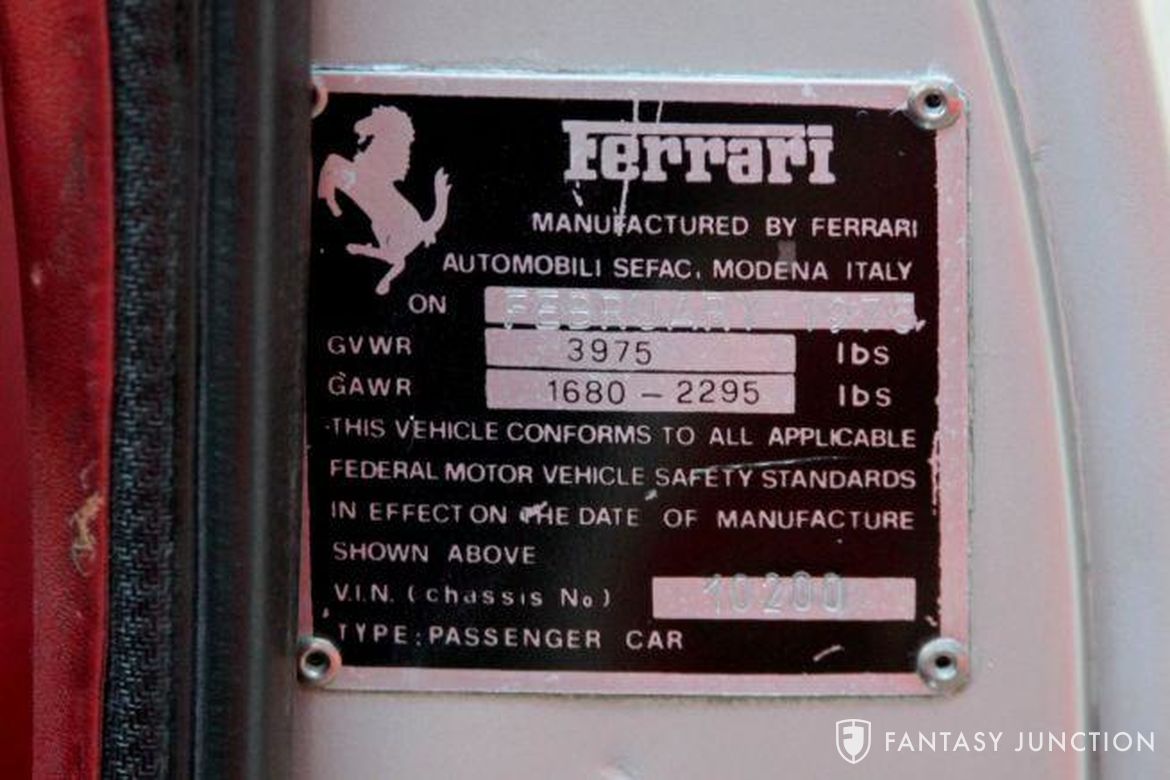 Ferrari
MANUFACTURED BY FERRARI
AUTOMOBILI SEFAC. MODENA ITALY
ON FEBRUARY 1975
GVWR 3975 lbs
GAWR 1680 – 2295 lbs
THIS VEHICLE CONFORMS TO ALL APPLICABLE
FEDERAL MOTOR VEHICLE SAFETY STANDARDS
IN EFFECT ON THE DATE OF MANUFACTURE
SHOWN ABOVE
V.I.N. (chassis No) 10200
TYPE: PASSENGER CAR
FANTASY JUNCTION